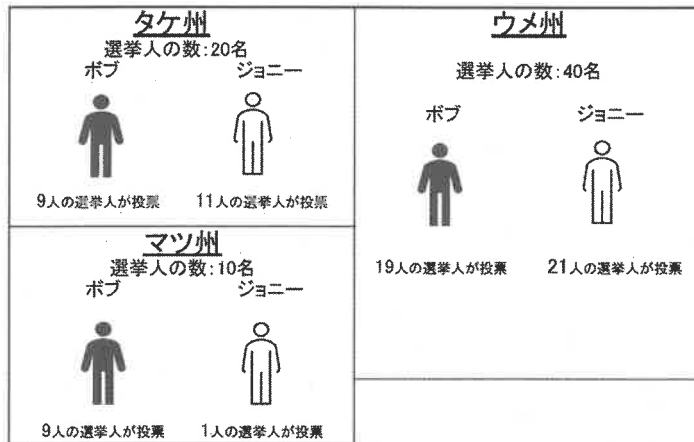 タケ州
選挙人の数:20名
ボブ ジョニー
9人の選挙人が投票 11人の選挙人が投票
マツ州
選挙人の数:10名
ボブ ジョニー
9人の選挙人が投票 1人の選挙人が投票
ウメ州
選挙人の数:40名
ボブ ジョニー
19人の選挙人が投票 21人の選挙人が投票